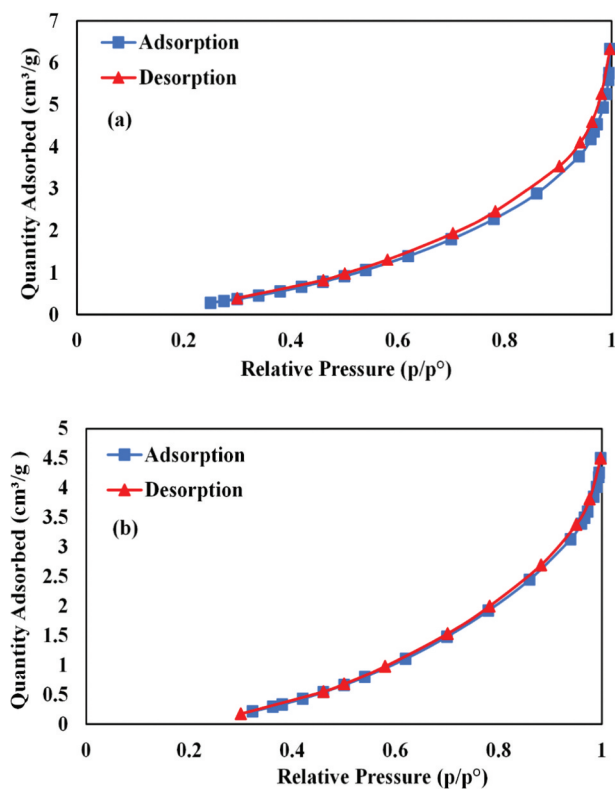 7
Adsorption
6
Desorption
5
(a)
4
3
2
1
0
Quantity Adsorbed (cm³/g)
0 0.2 0.4 0.6 0.8 1
Relative Pressure (p/p°)
5
4.5
Adsorption
4
Desorption
3.5
(b)
3
2.5
2
1.5
1
0.5
0
Quantity Adsorbed (cm³/g )
0 0.2 0.4 0.6 0.8 1
Relative Pressure (p/p°)